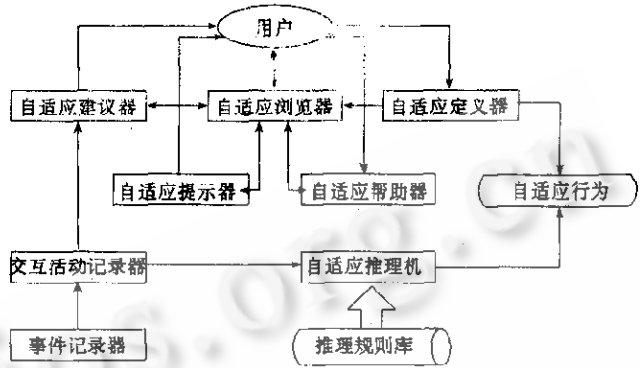 用户
自适应建议器
自适应浏览器
自适应定义器
自适应提示器
自适应帮助器
自适应行为
交互活动记录器
自适应推理机
事件记录器
推理规则库